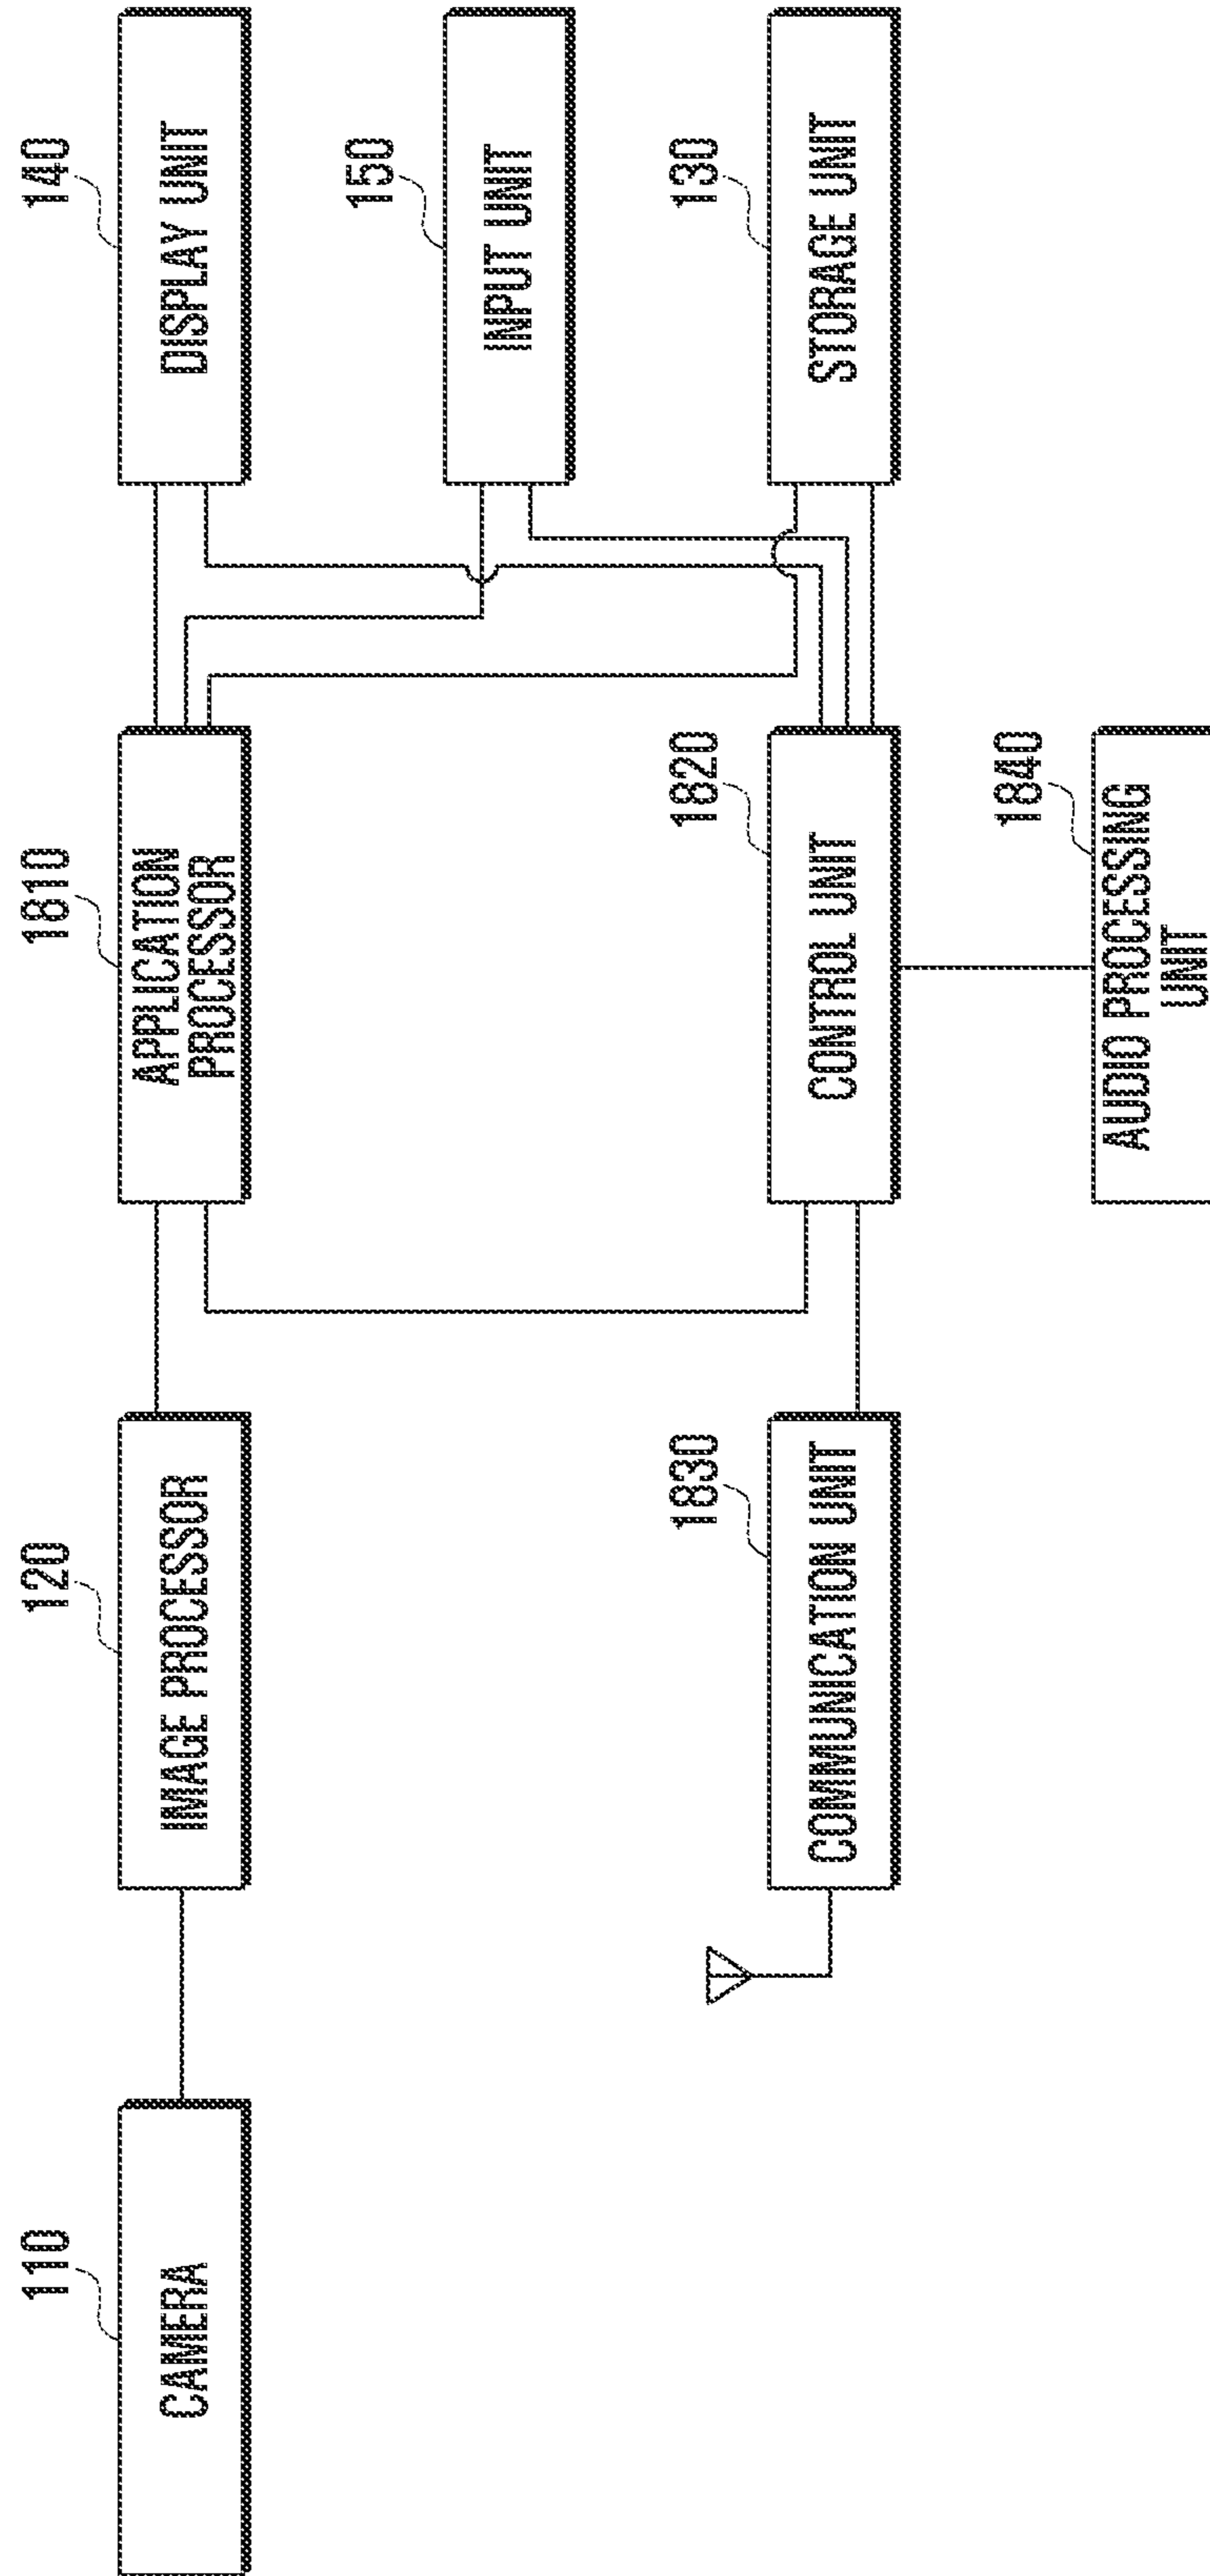 110
CAMERA
120
IMAGE PROCESSOR
1810
APPLICATION
PROCESSOR
140
DISPLAY UNIT
150
INPUT UNIT
1830
COMMUNICATION UNIT
1820
CONTROL UNIT
130
STORAGE UNIT
1840
AUDIO PROCESSING
UNIT